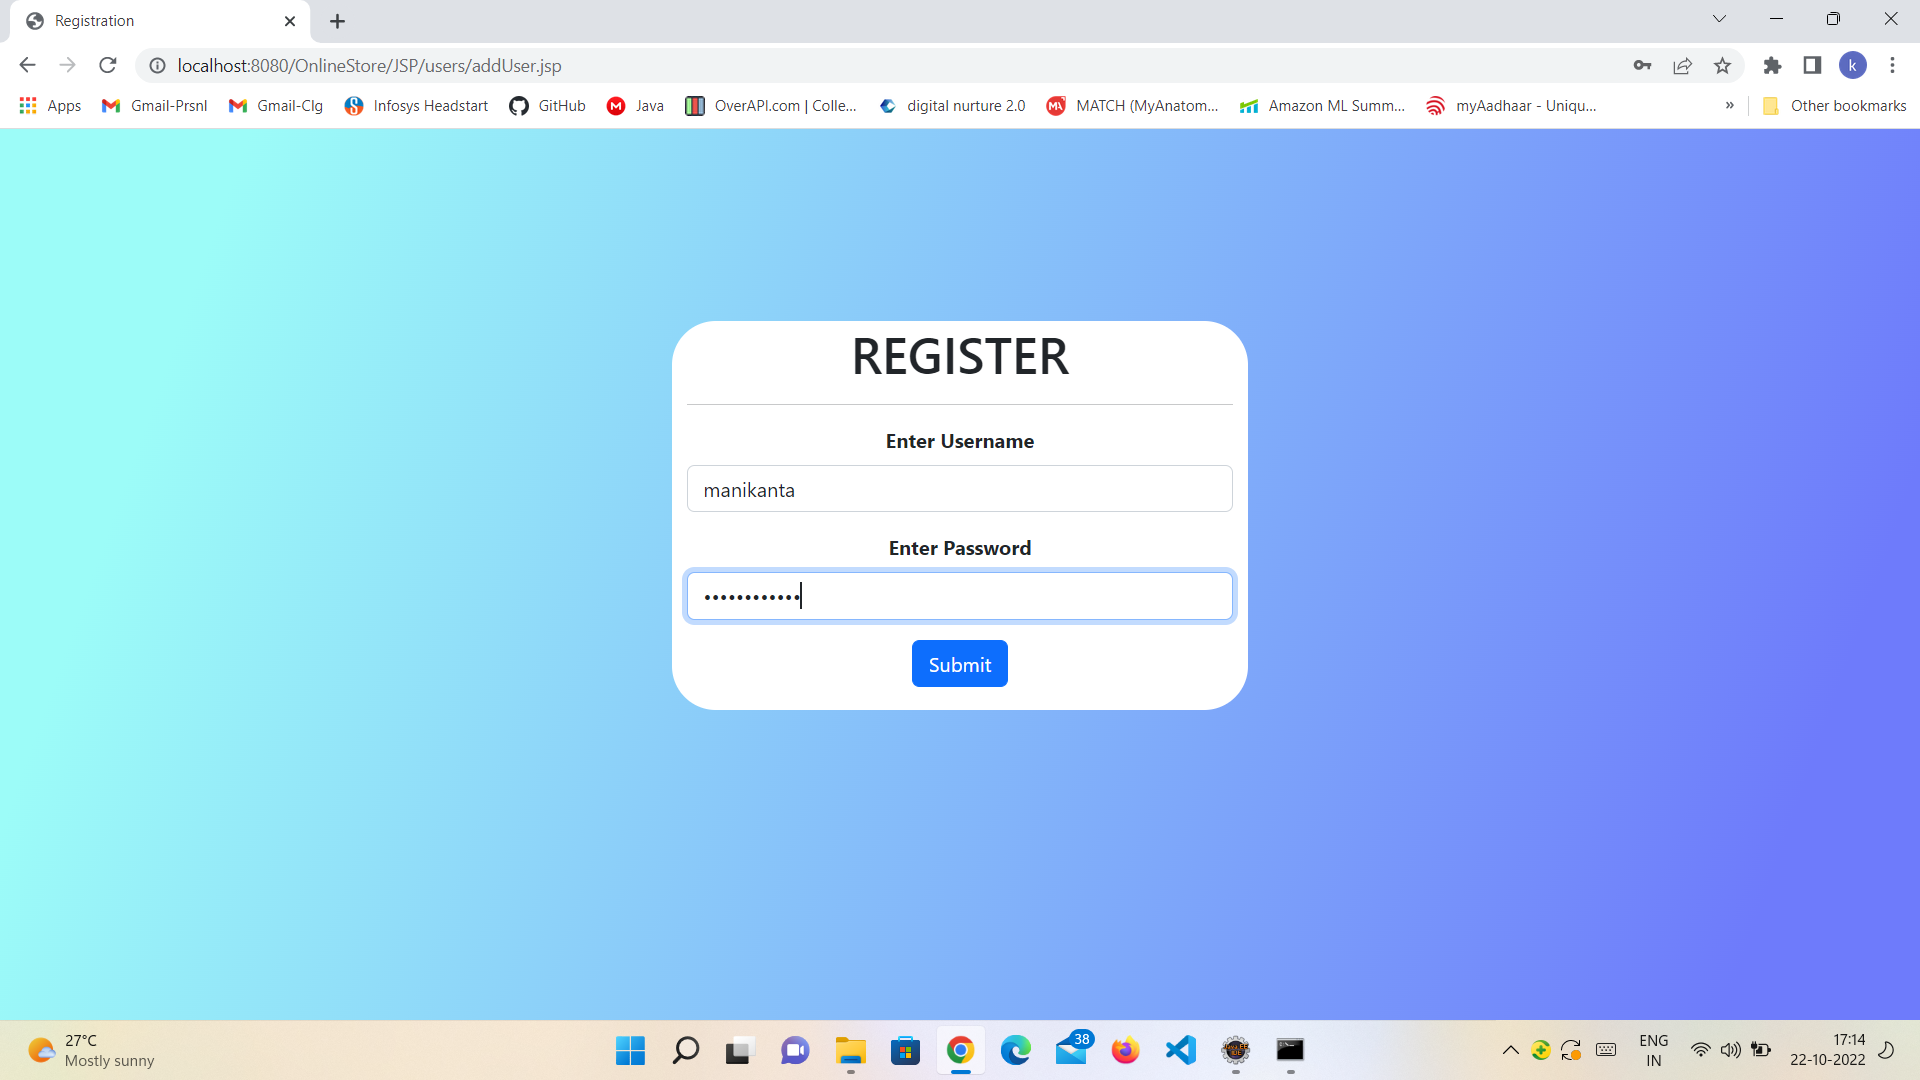 Registration
localhost:8080/OnlineStore/JSP/users/addUser.jsp
k
Apps
Gmail-Prsnl
Gmail-Clg
Infosys Headstart
GitHub
Java
OverAPI.com | Colle...
digital nurture 2.0
MATCH (MyAnatom...
Amazon ML Summ...
myAadhaar - Uniqu...
»
Other bookmarks
REGISTER
Enter Username
manikanta
Enter Password
••••••••••••
Submit
27°C
Mostly sunny
38
ENG
IN
17:14
22-10-2022